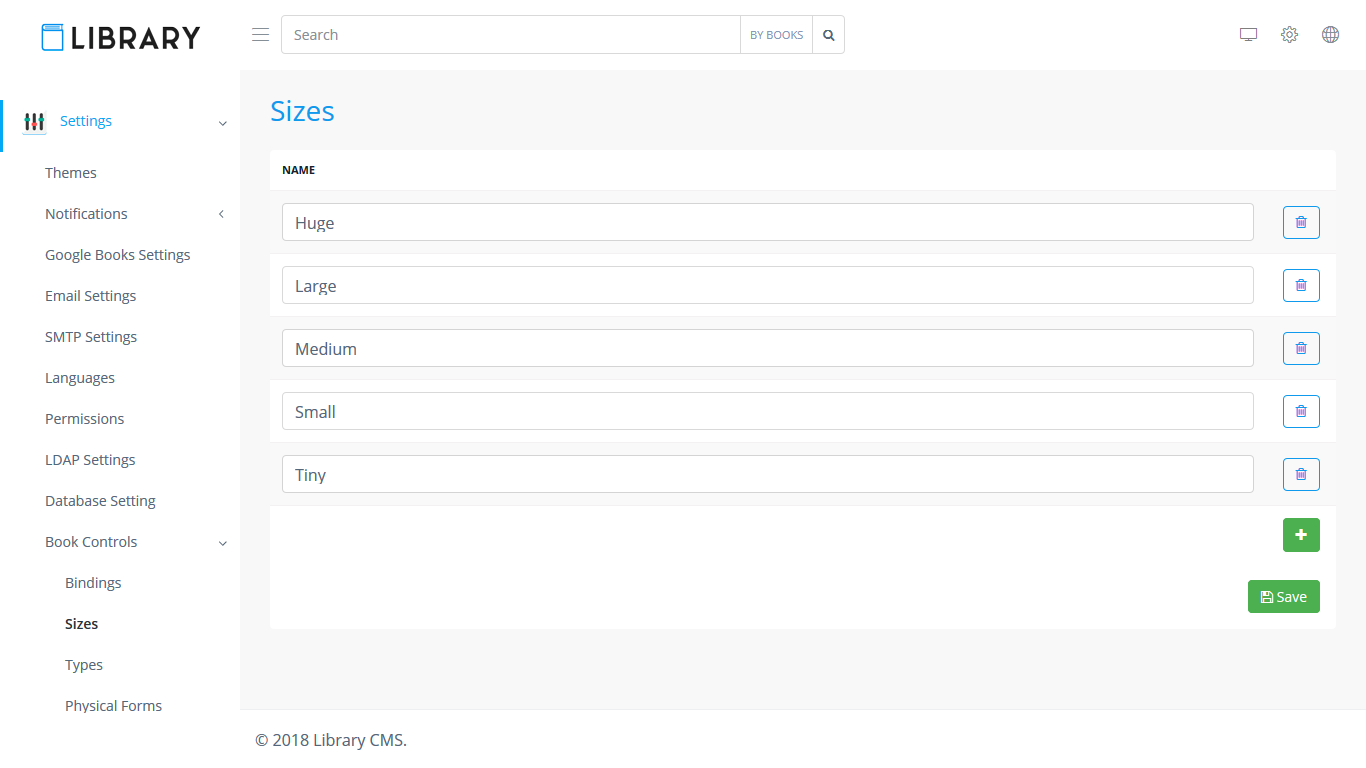 LIBRARY
Search
BY BOOKS
Settings
Themes
Notifications
Google Books Settings
Email Settings
SMTP Settings
Languages
Permissions
LDAP Settings
Database Setting
Book Controls
Bindings
Sizes
Types
Physical Forms
Sizes
NAME
Huge
Large
Medium
Small
Tiny
Save
© 2018 Library CMS.